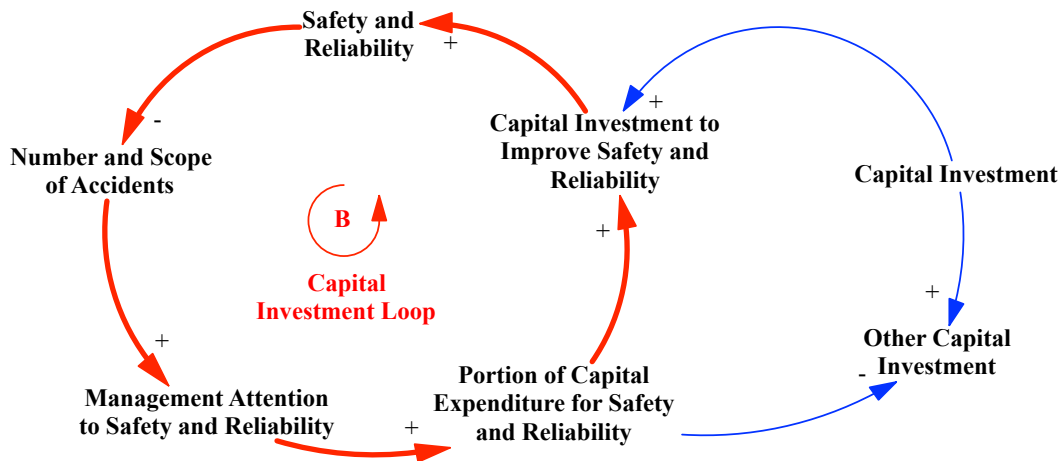 Safety and
Reliability
+
+
-
Capital Investment to
Improve Safety and
Reliability
Number and Scope
of Accidents
Capital Investment
B
+
Capital
Investment Loop
+
+
Other Capital
Investment
-
Portion of Capital
Expenditure for Safety
and Reliability
Management Attention
to Safety and Reliability
+